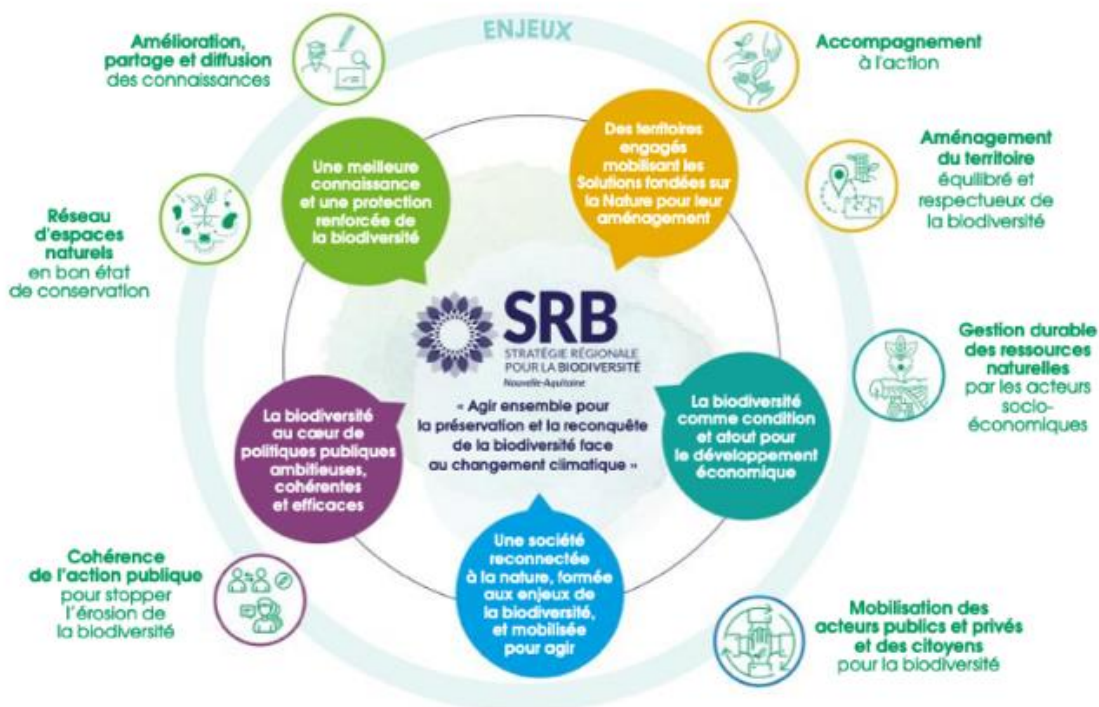 ENJEUX
Amélioration,
partage et diffusion
des connaissances
Accompagnement
à l'action
Une meilleure
connaissance
et une protection
renforcée de
la biodiversité
Des territoires
engagés
mobilisant les
Solutions fondées sur
la Nature pour leur
aménagement
Aménagement
du territoire
équilibré et
respectueux de
la biodiversité
Réseau
d'espaces
naturels
en bon état
de conservation
SRB
STRATÉGIE RÉGIONALE
POUR LA BIODIVERSITÉ
Nouvelle-Aquitaine
« Agir ensemble pour
la préservation et la reconquête
de la biodiversité face
au changement climatique »
Gestion durable
des ressources
naturelles
par les acteurs
socio-
économiques
La biodiversité
au cœur de
politiques publiques
ambitieuses,
cohérentes
et efficaces
La biodiversité
comme condition
et atout pour
le développement
économique
Une société
reconnectée
à la nature, formée
aux enjeux de
la biodiversité,
et mobilisée
pour agir
Cohérence
de l'action publique
pour stopper
l'érosion de
la biodiversité
Mobilisation des
acteurs publics et privés
et des citoyens
pour la biodiversité